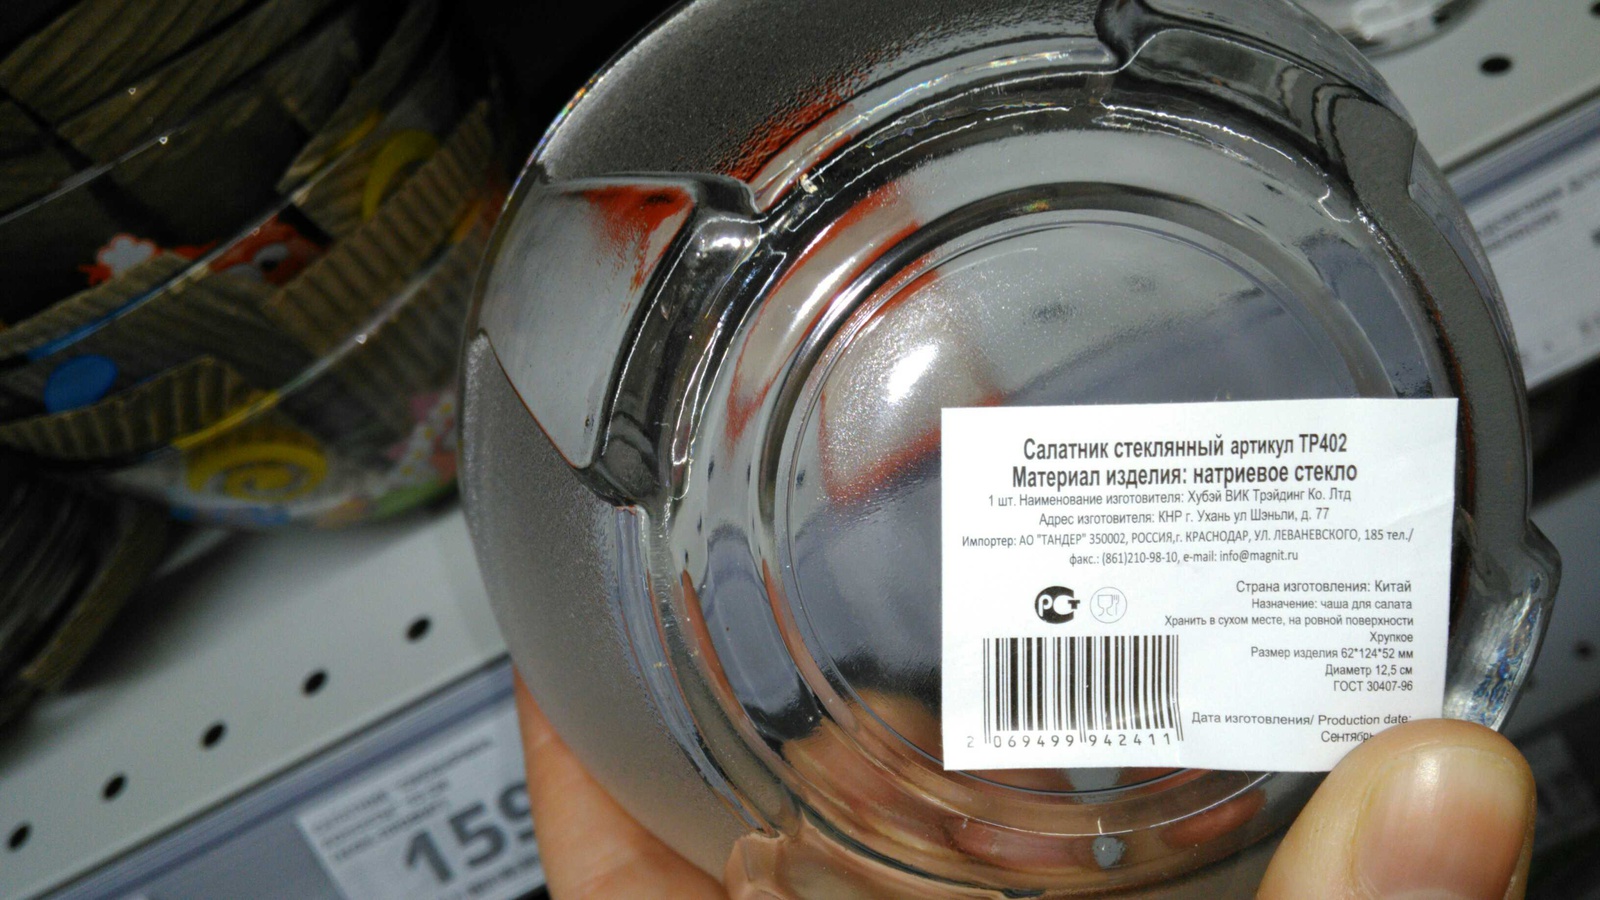 Салатник стеклянный артикул ТР402
Материал изделия: натриевое стекло
1 шт. Наименование изготовителя: Хубэй ВИК Трэйдинг Ко. Лтд
Адрес изготовителя: КНР г. Ухань ул Шэньли, д. 77
Импортер: АО "ТАНДЕР" 350002, РОССИЯ,г. КРАСНОДАР, УЛ. ЛЕВАНЕВСКОГО, 185 тел./
факс.: (861)210-98-10, e-mail: info@magnit.ru
Страна изготовления: Китай
Назначение: чаша для салата
Хранить в сухом месте, на ровной поверхности
Хрупкое
Размер изделия 62*124*52 мм
Диаметр 12,5 см
ГОСТ 30407-96
Дата изготовления/ Production date:
Сентябрь
РСТ
2 069499 942411
159